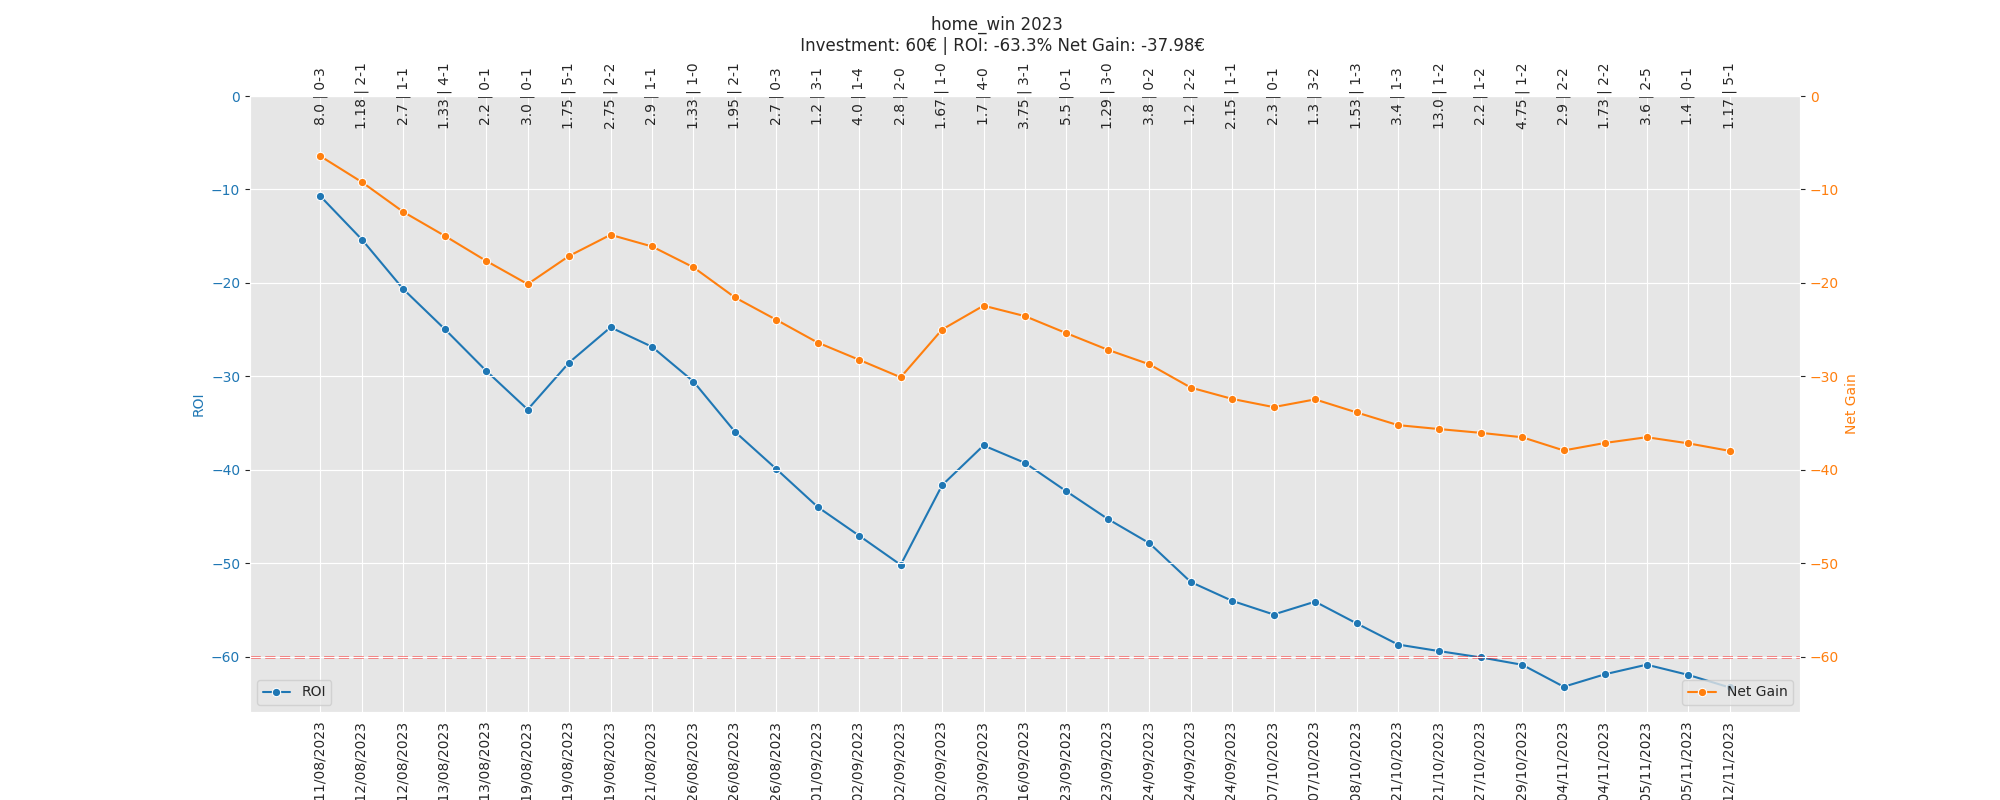 home_win 2023
Investment: 60€ | ROI: -63.3% Net Gain: -37.98€
8.0 | 0-3
1.18 | 2-1
2.7 | 1-1
1.33 | 4-1
2.2 | 0-1
3.0 | 0-1
1.75 | 5-1
2.75 | 2-2
2.9 | 1-1
1.33 | 1-0
1.95 | 2-1
2.7 | 0-3
1.2 | 3-1
4.0 | 1-4
2.8 | 2-0
1.67 | 1-0
1.7 | 4-0
3.75 | 3-1
5.5 | 0-1
1.29 | 3-0
3.8 | 0-2
1.2 | 2-2
2.15 | 1-1
2.3 | 0-1
1.3 | 3-2
1.53 | 1-3
3.4 | 1-3
13.0 | 1-2
2.2 | 1-2
4.75 | 1-2
2.9 | 2-2
1.73 | 2-2
3.6 | 2-5
1.4 | 0-1
1.17 | 5-1
0
−10
−20
−30
−40
−50
−60
ROI
0
−10
−20
−30
−40
−50
−60
Net Gain
ROI
Net Gain
11/08/2023
12/08/2023
12/08/2023
13/08/2023
13/08/2023
19/08/2023
19/08/2023
19/08/2023
21/08/2023
26/08/2023
26/08/2023
26/08/2023
01/09/2023
02/09/2023
02/09/2023
02/09/2023
03/09/2023
16/09/2023
23/09/2023
23/09/2023
24/09/2023
24/09/2023
24/09/2023
07/10/2023
07/10/2023
08/10/2023
21/10/2023
21/10/2023
27/10/2023
29/10/2023
04/11/2023
04/11/2023
05/11/2023
05/11/2023
12/11/2023